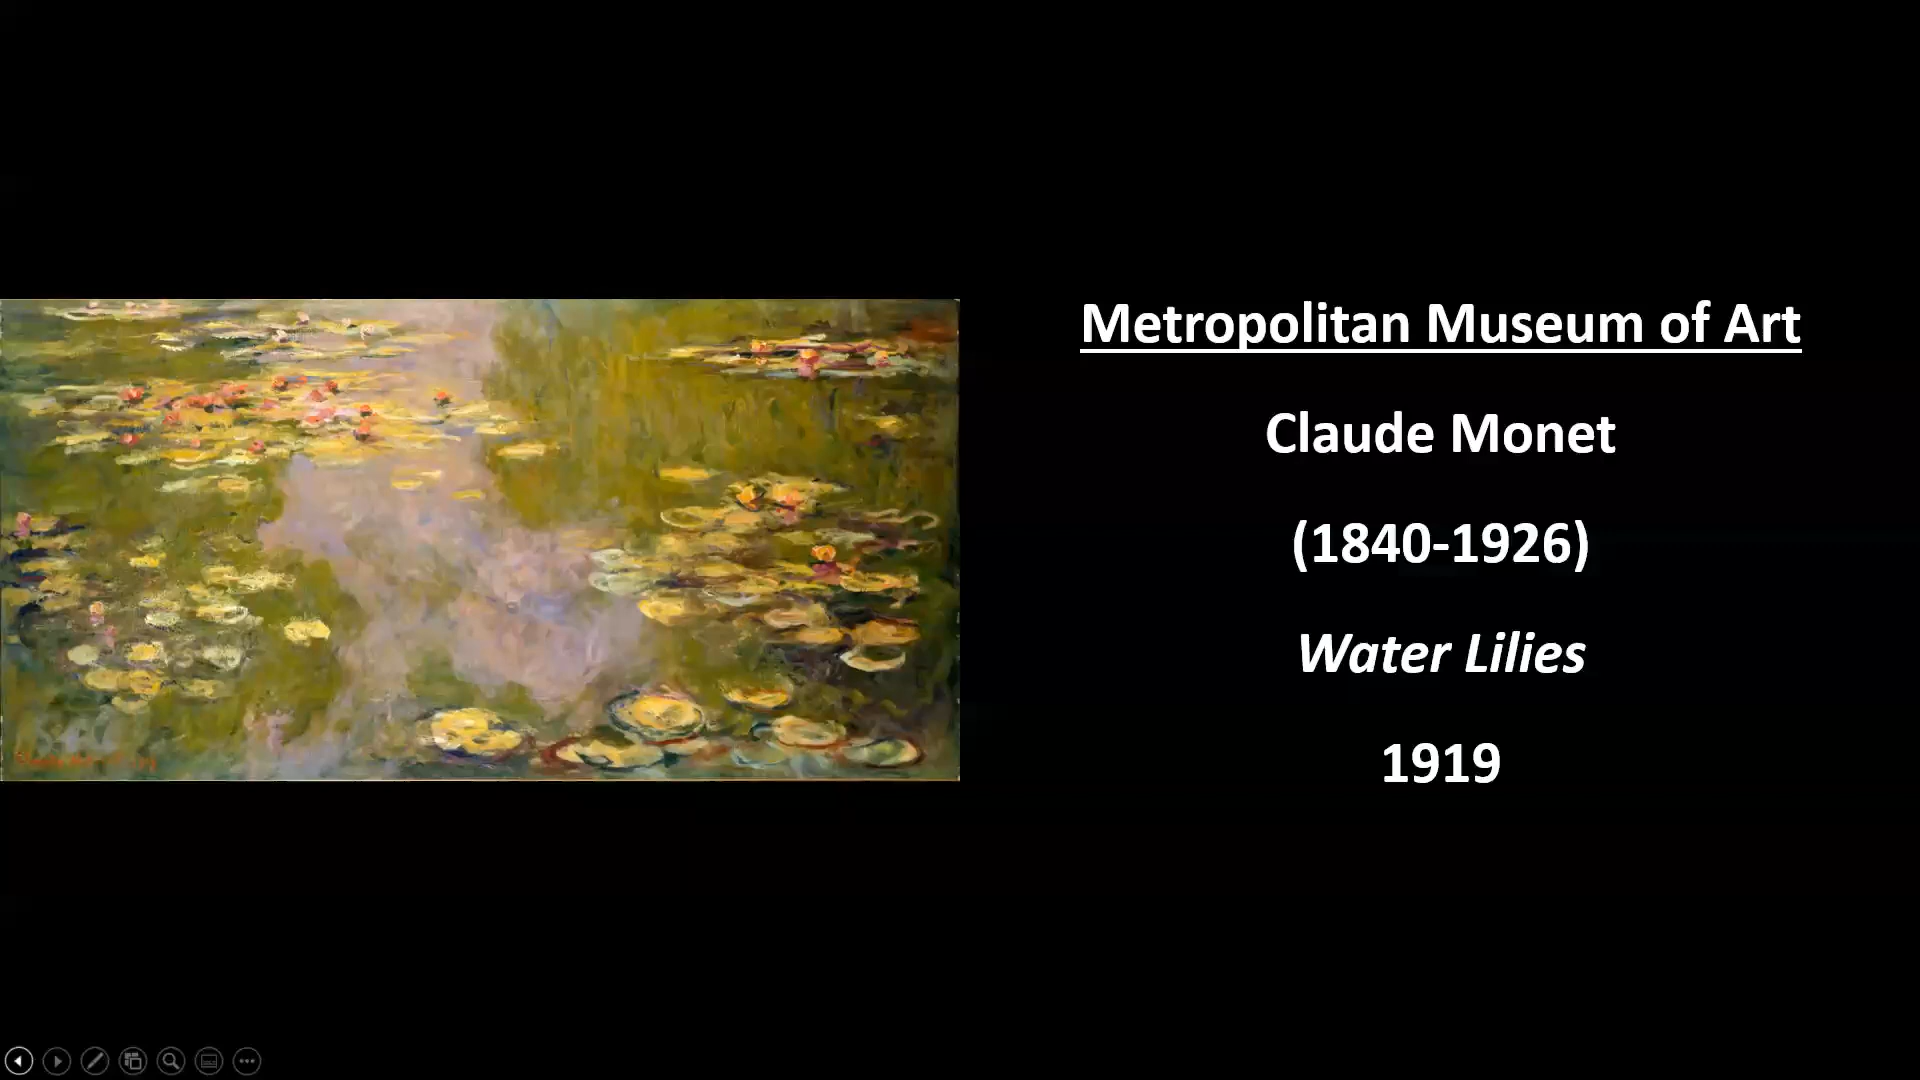 Metropolitan Museum of Art
Claude Monet
(1840-1926)
Water Lilies
1919